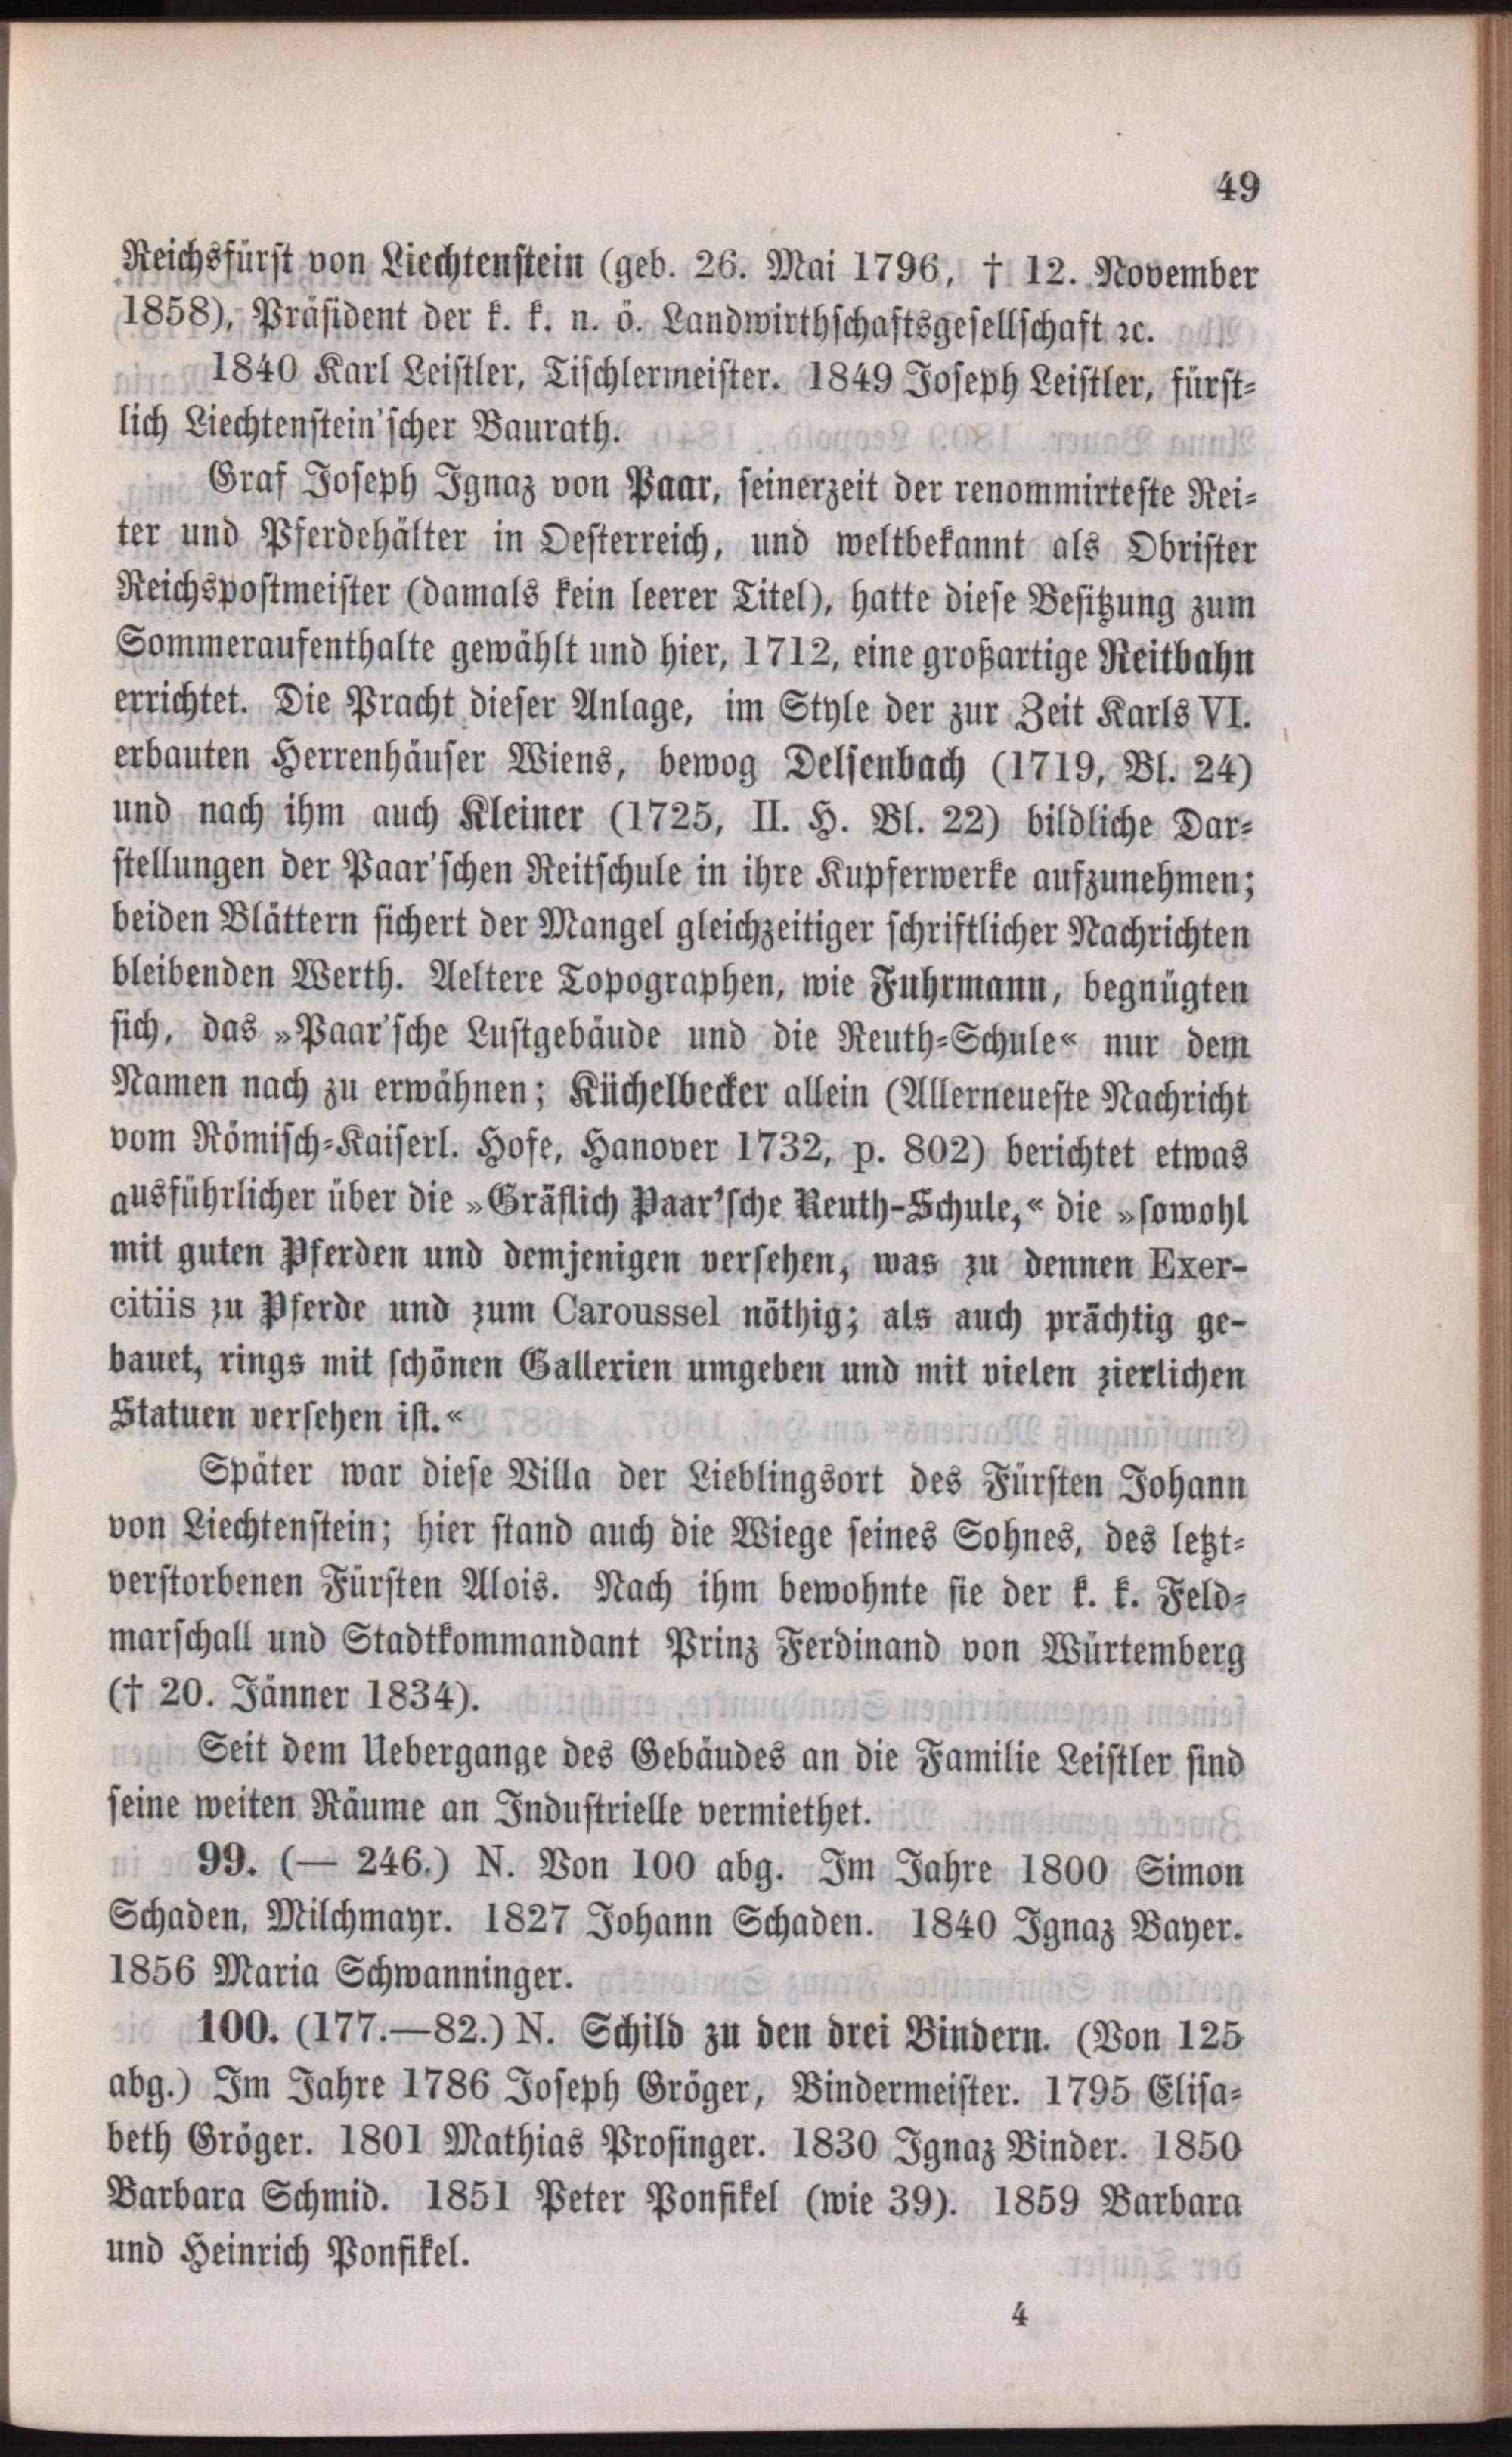 49
Reichsfürst von Liechtenstein (geb. 26. Mai 1796, † 12. November
1858), Präsident der k. k. n. ö. Landwirthschaftsgesellschaft ꝛc.
1840 Karl Leistler, Tischlermeister. 1849 Joseph Leistler, fürst-
lich Liechtenstein'scher Baurath.
Graf Joseph Ignaz von Paar, seinerzeit der renommirteste Rei-
ter und Pferdehälter in Oesterreich, und weltbekannt als Obrister
Reichspostmeister (damals kein leerer Titel), hatte diese Besitzung zum
Sommeraufenthalte gewählt und hier, 1712, eine großartige Reitbahn
errichtet. Die Pracht dieser Anlage, im Style der zur Zeit Karls VI.
erbauten Herrenhäuser Wiens, bewog Delsenbach (1719, Bl. 24)
und nach ihm auch Kleiner (1725, II. H. Bl. 22) bildliche Dar-
stellungen der Paar'schen Reitschule in ihre Kupferwerke aufzunehmen;
beiden Blättern sichert der Mangel gleichzeitiger schriftlicher Nachrichten
bleibenden Werth. Aeltere Topographen, wie Fuhrmann, begnügten
sich, das »Paar'sche Lustgebäude und die Reuth-Schule« nur dem
Namen nach zu erwähnen; Küchelbecker allein (Allerneueste Nachricht
vom Römisch-Kaiserl. Hofe, Hanover 1732, p. 802) berichtet etwas
ausführlicher über die »Gräflich Paar'sche Reuth-Schule,« die »sowohl
mit guten Pferden und demjenigen versehen, was zu dennen Exer-
citiis zu Pferde und zum Caroussel nöthig; als auch prächtig ge-
bauet, rings mit schönen Gallerien umgeben und mit vielen zierlichen
Statuen versehen ist.«
Später war diese Villa der Lieblingsort des Fürsten Johann
von Liechtenstein; hier stand auch die Wiege seines Sohnes, des letzt-
verstorbenen Fürsten Alois. Nach ihm bewohnte sie der k. k. Feld-
marschall und Stadtkommandant Prinz Ferdinand von Würtemberg
(† 20. Jänner 1834).
Seit dem Uebergange des Gebäudes an die Familie Leistler sind
seine weiten Räume an Industrielle vermiethet.
99. (— 246.) N. Von 100 abg. Im Jahre 1800 Simon
Schaden, Milchmayr. 1827 Johann Schaden. 1840 Ignaz Bayer.
1856 Maria Schwanninger.
100. (177.—82.) N. Schild zu den drei Bindern. (Von 125
abg.) Im Jahre 1786 Joseph Gröger, Bindermeister. 1795 Elisa-
beth Gröger. 1801 Mathias Prosinger. 1830 Ignaz Binder. 1850
Barbara Schmid. 1851 Peter Ponfikel (wie 39). 1859 Barbara
und Heinrich Ponfikel.
4